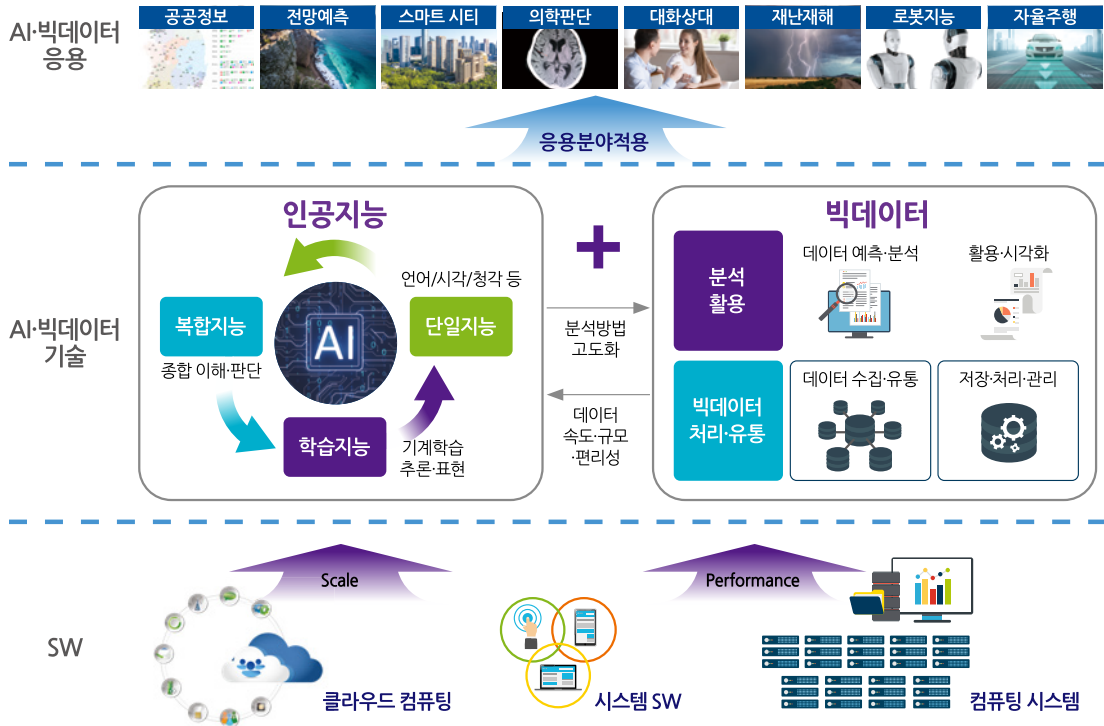 AI·빅데이터
응용
공공정보
전망예측
스마트 시티
의학판단
대화상대
재난재해
로봇지능
자율주행
응용분야적용
AI·빅데이터
기술
인공지능
언어/시각/청각 등
복합지능
종합 이해·판단
AI
단일지능
학습지능
기계학습
추론·표현
+
분석방법
고도화
데이터
속도·규모
·편리성
빅데이터
분석
활용
데이터 예측·분석
활용·시각화
빅데이터
처리·유통
데이터 수집·유통
저장·처리·관리
SW
Scale
Performance
클라우드 컴퓨팅
시스템 SW
컴퓨팅 시스템